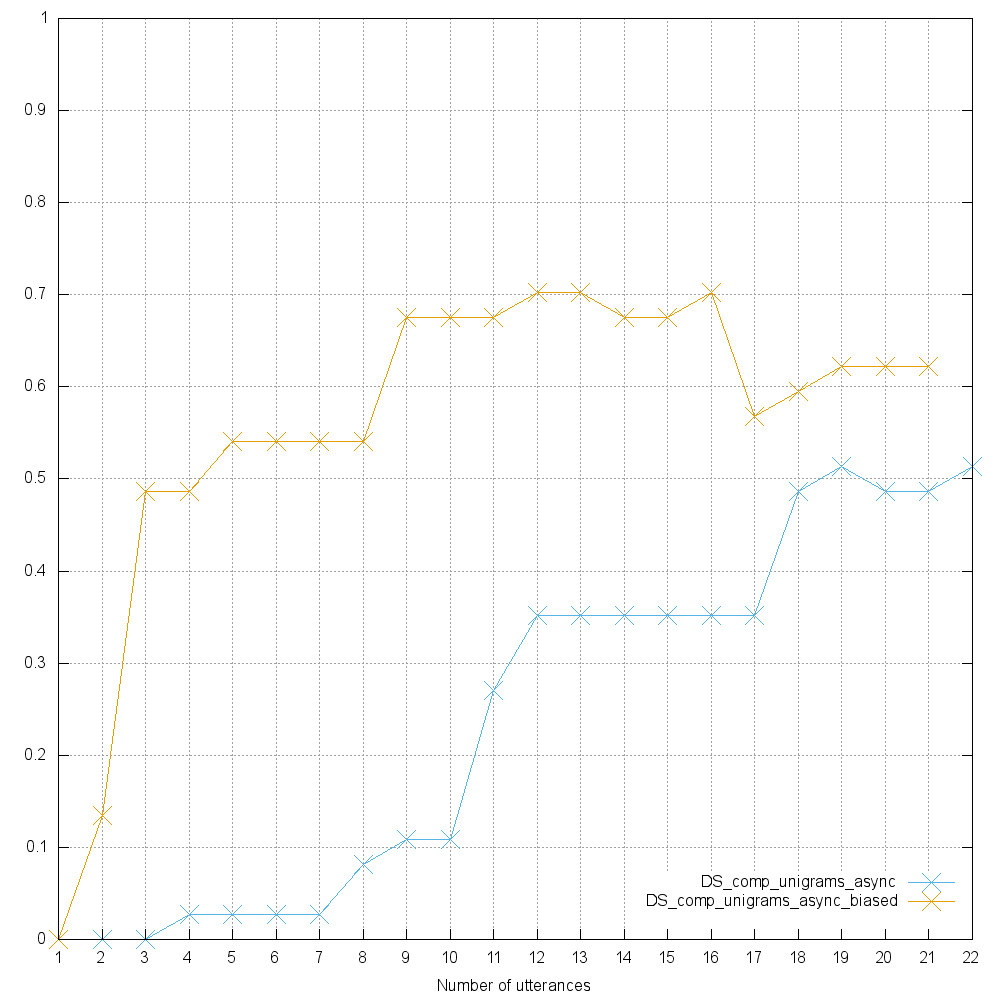 1
0.9
0.8
0.7
0.6
0.5
0.4
0.3
0.2
0.1
0
DS_comp_unigrams_async
DS_comp_unigrams_async_biased
1 2 3 4 5 6 7 8 9 10 11 12 13 14 15 16 17 18 19 20 21 22
Number of utterances